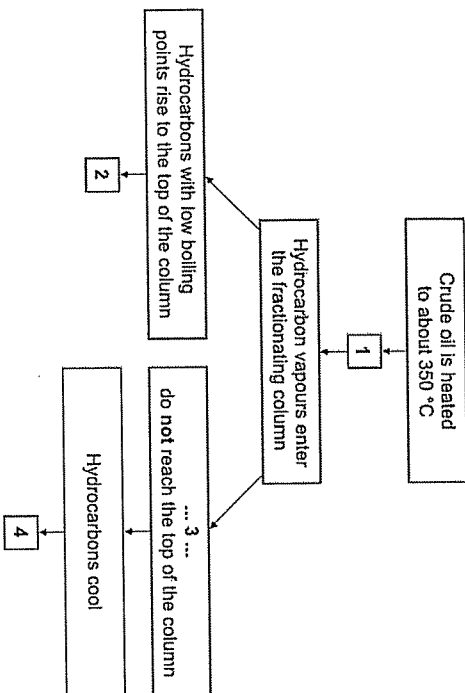 Crude oil is heated
to about 350 °C
1
Hydrocarbon vapours enter
the fractionating column
Hydrocarbons with low boiling
points rise to the top of the column
2
... 3 ...
do not reach the top of the column
Hydrocarbons cool
4